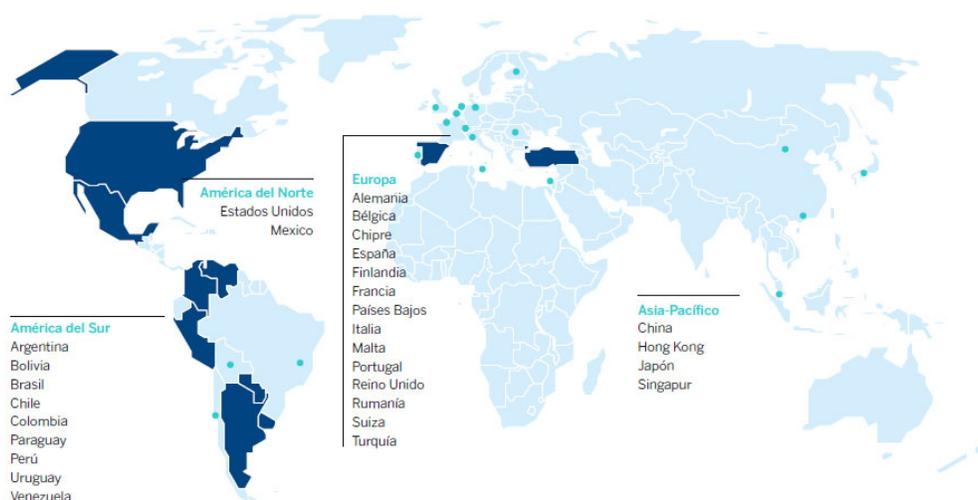 América del Norte
Estados Unidos
Mexico
América del Sur
Argentina
Bolivia
Brasil
Chile
Colombia
Paraguay
Perú
Uruguay
Venezuela
Europa
Alemania
Bélgica
Chipre
España
Finlandia
Francia
Países Bajos
Italia
Malta
Portugal
Reino Unido
Rumanía
Suiza
Turquía
Asia-Pacífico
China
Hong Kong
Japón
Singapur